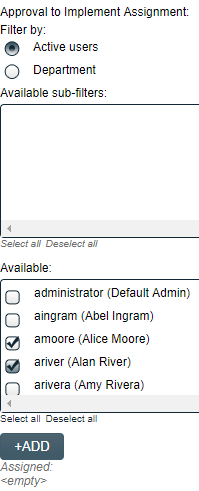 Approval to Implement Assignment:
Filter by:
Active users
Department
Available sub-filters:
Select all Deselect all
Available:
administrator (Default Admin)
aingram (Abel Ingram)
amoore (Alice Moore)
ariver (Alan River)
arivera (Amy Rivera)
Select all Deselect all
+ADD
Assigned:
<empty>